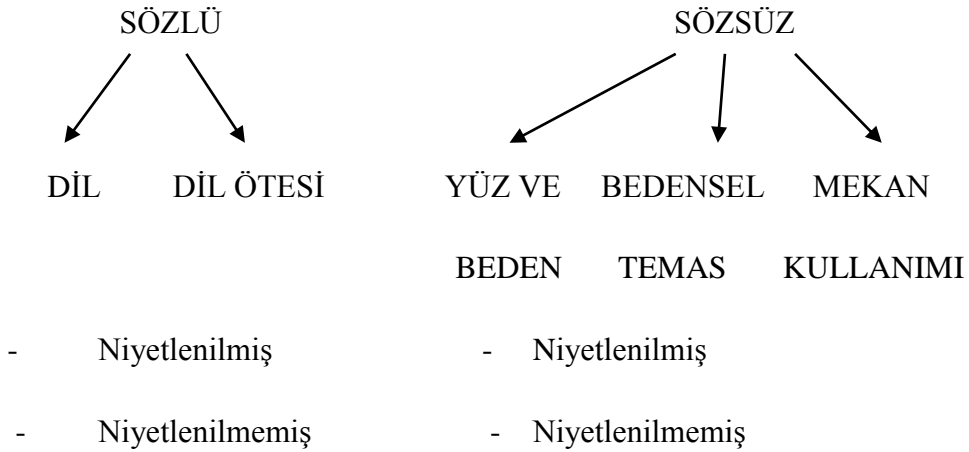 SÖZLÜ SÖZSÜZ
DİL DİL ÖTESİ YÜZ VE BEDENSEL MEKAN
BEDEN TEMAS KULLANIMI
- Niyetlenilmiş - Niyetlenilmiş
- Niyetlenilmemiş - Niyetlenilmemiş